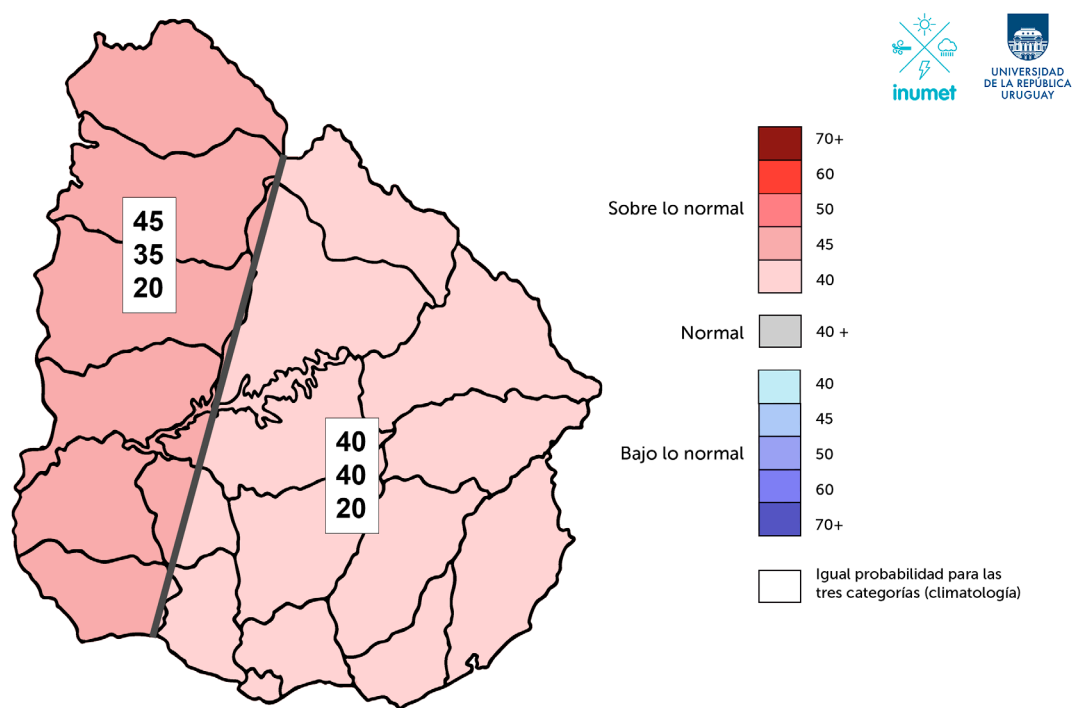 inumet
UNIVERSIDAD
DE LA REPÚBLICA
URUGUAY
45
35
20
40
40
20
Sobre lo normal
70+
60
50
45
40
Normal
40 +
Bajo lo normal
40
45
50
60
70+
Igual probabilidad para las
tres categorías (climatología)